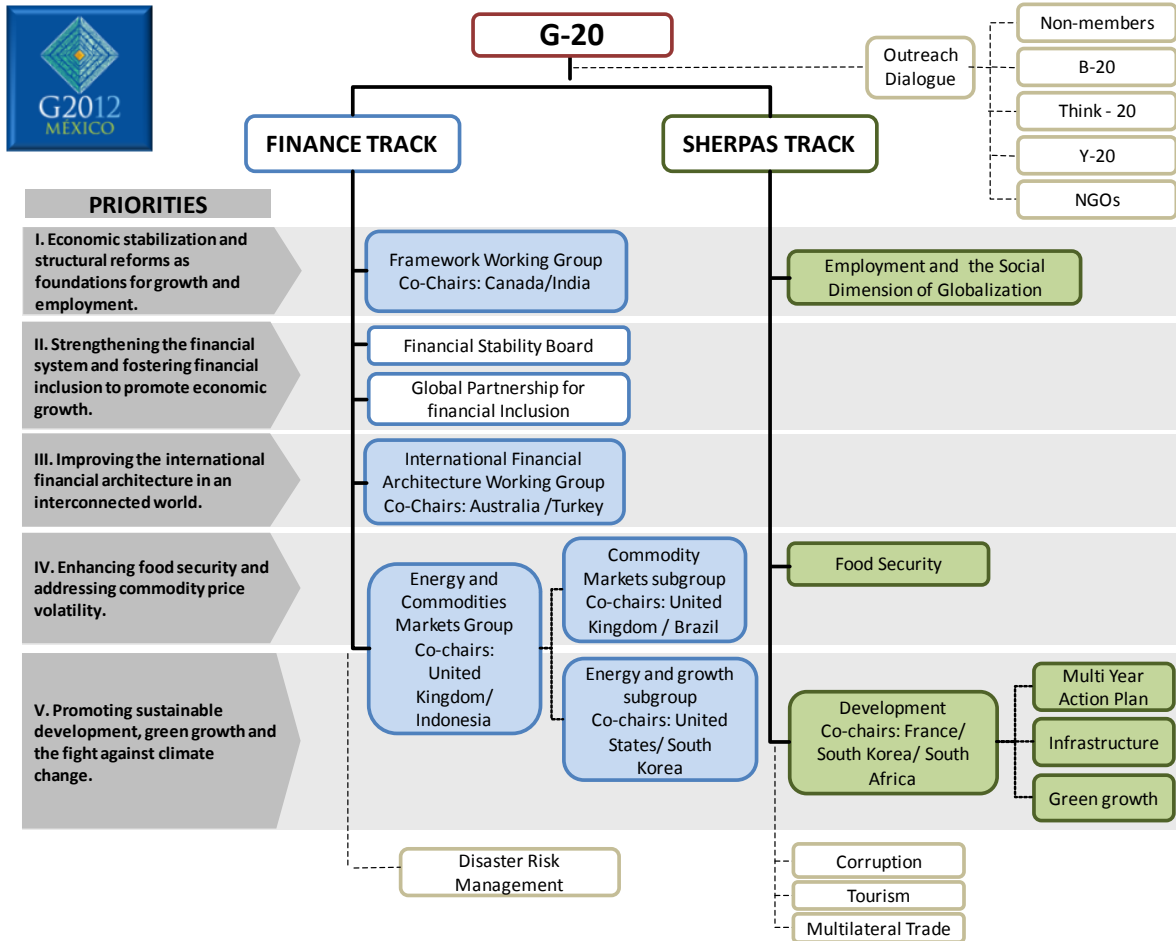 G2012
MÉXICO
G-20
Outreach
Dialogue
Non-members
B-20
Think - 20
Y-20
NGOs
FINANCE TRACK
SHERPAS TRACK
PRIORITIES
I. Economic stabilization and
structural reforms as
foundations for growth and
employment.
Framework Working Group
Co-Chairs: Canada/India
Employment and the Social
Dimension of Globalization
II. Strengthening the financial
system and fostering financial
inclusion to promote economic
growth.
Financial Stability Board
Global Partnership for
financial Inclusion
III. Improving the international
financial architecture in an
interconnected world.
International Financial
Architecture Working Group
Co-Chairs: Australia /Turkey
IV. Enhancing food security and
addressing commodity price
volatility.
Energy and
Commodities
Markets Group
Co-chairs:
United
Kingdom/
Indonesia
Commodity
Markets subgroup
Co-chairs: United
Kingdom / Brazil
Food Security
V. Promoting sustainable
development, green growth and
the fight against climate
change.
Energy and growth
subgroup
Co-chairs: United
States/ South
Korea
Development
Co-chairs: France/
South Korea/ South
Africa
Multi Year
Action Plan
Infrastructure
Green growth
Disaster Risk
Management
Corruption
Tourism
Multilateral Trade